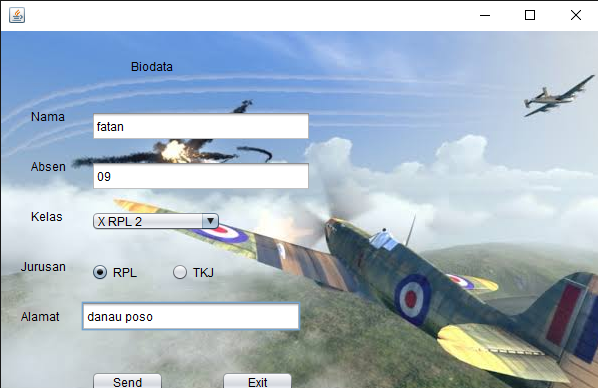 Biodata
Nama fatan
Absen 09
Kelas X RPL 2
Jurusan RPL TKJ
Alamat danau poso
Send Exit